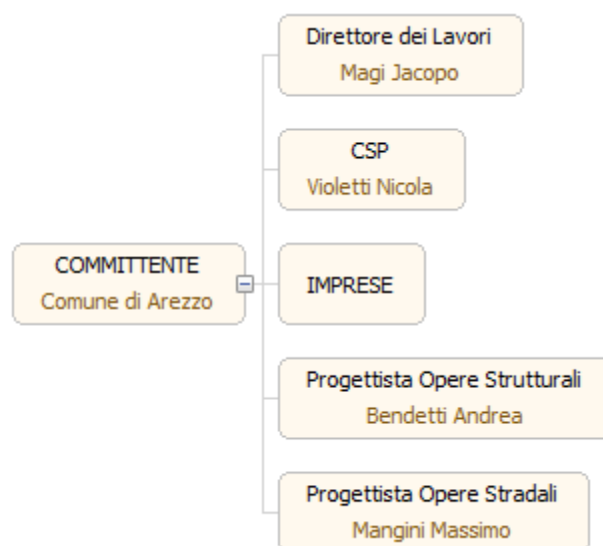 Direttore dei Lavori
Magi Jacopo
CSP
Violetti Nicola
COMMITTENTE
Comune di Arezzo
IMPRESE
Progettista Opere Strutturali
Bendetti Andrea
Progettista Opere Stradali
Mangini Massimo